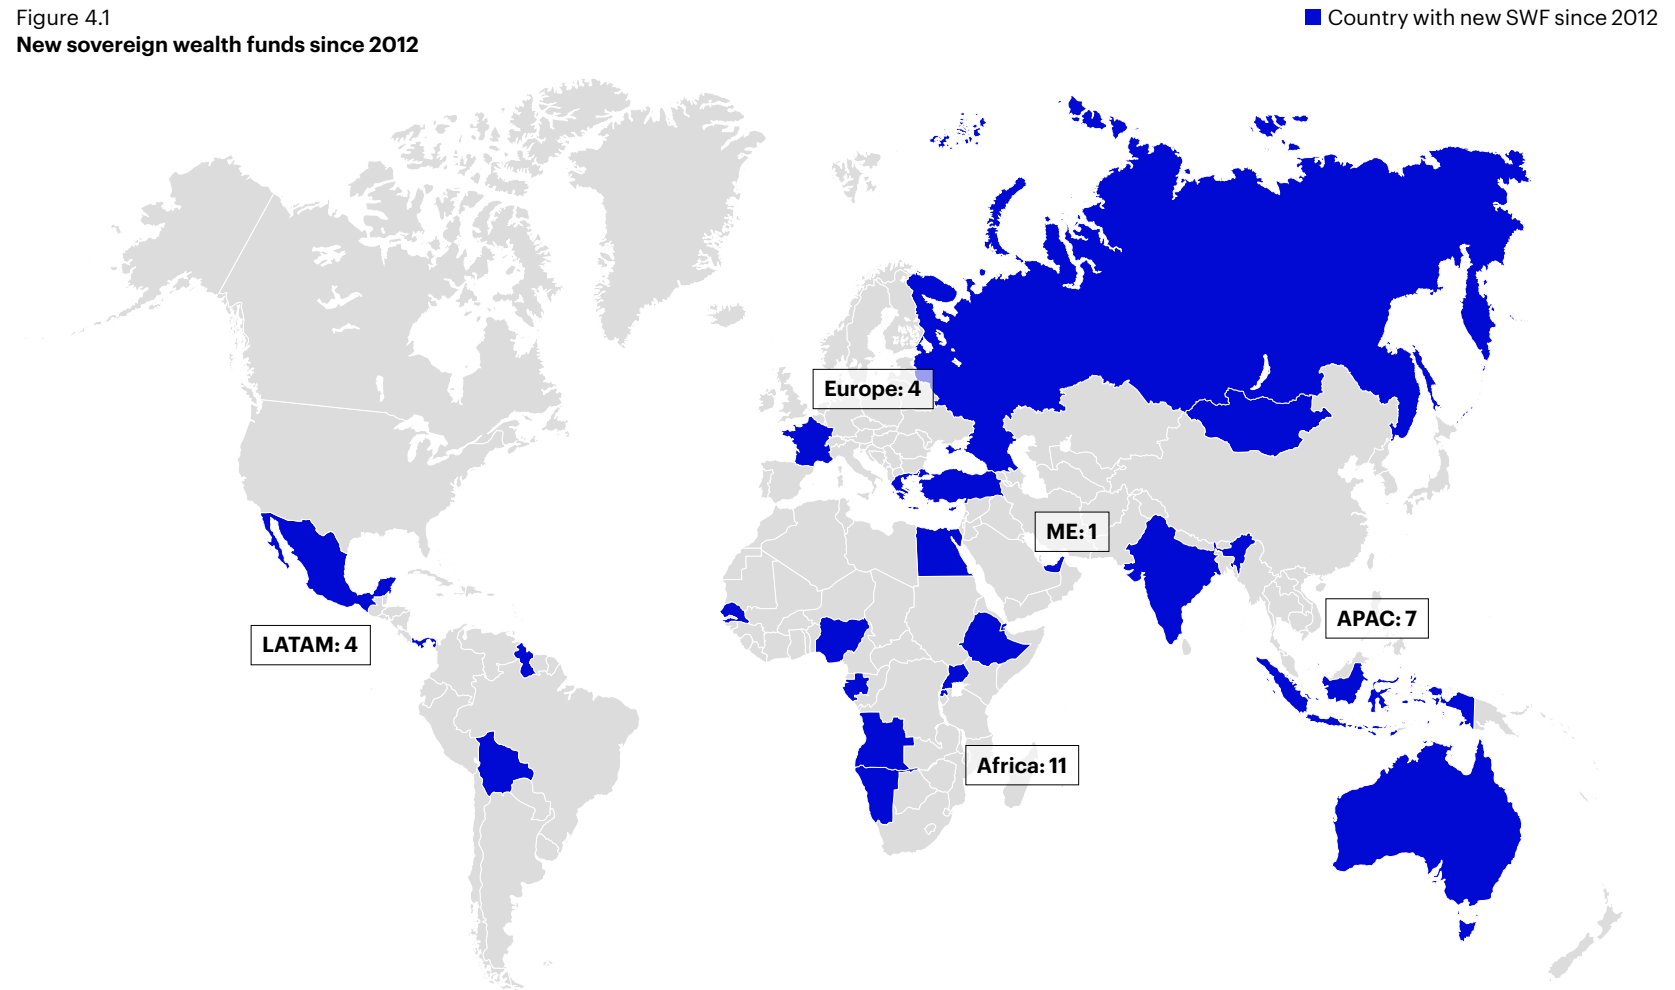 Figure 4.1
New sovereign wealth funds since 2012
Country with new SWF since 2012
Europe: 4
ME: 1
APAC: 7
LATAM: 4
Africa: 11